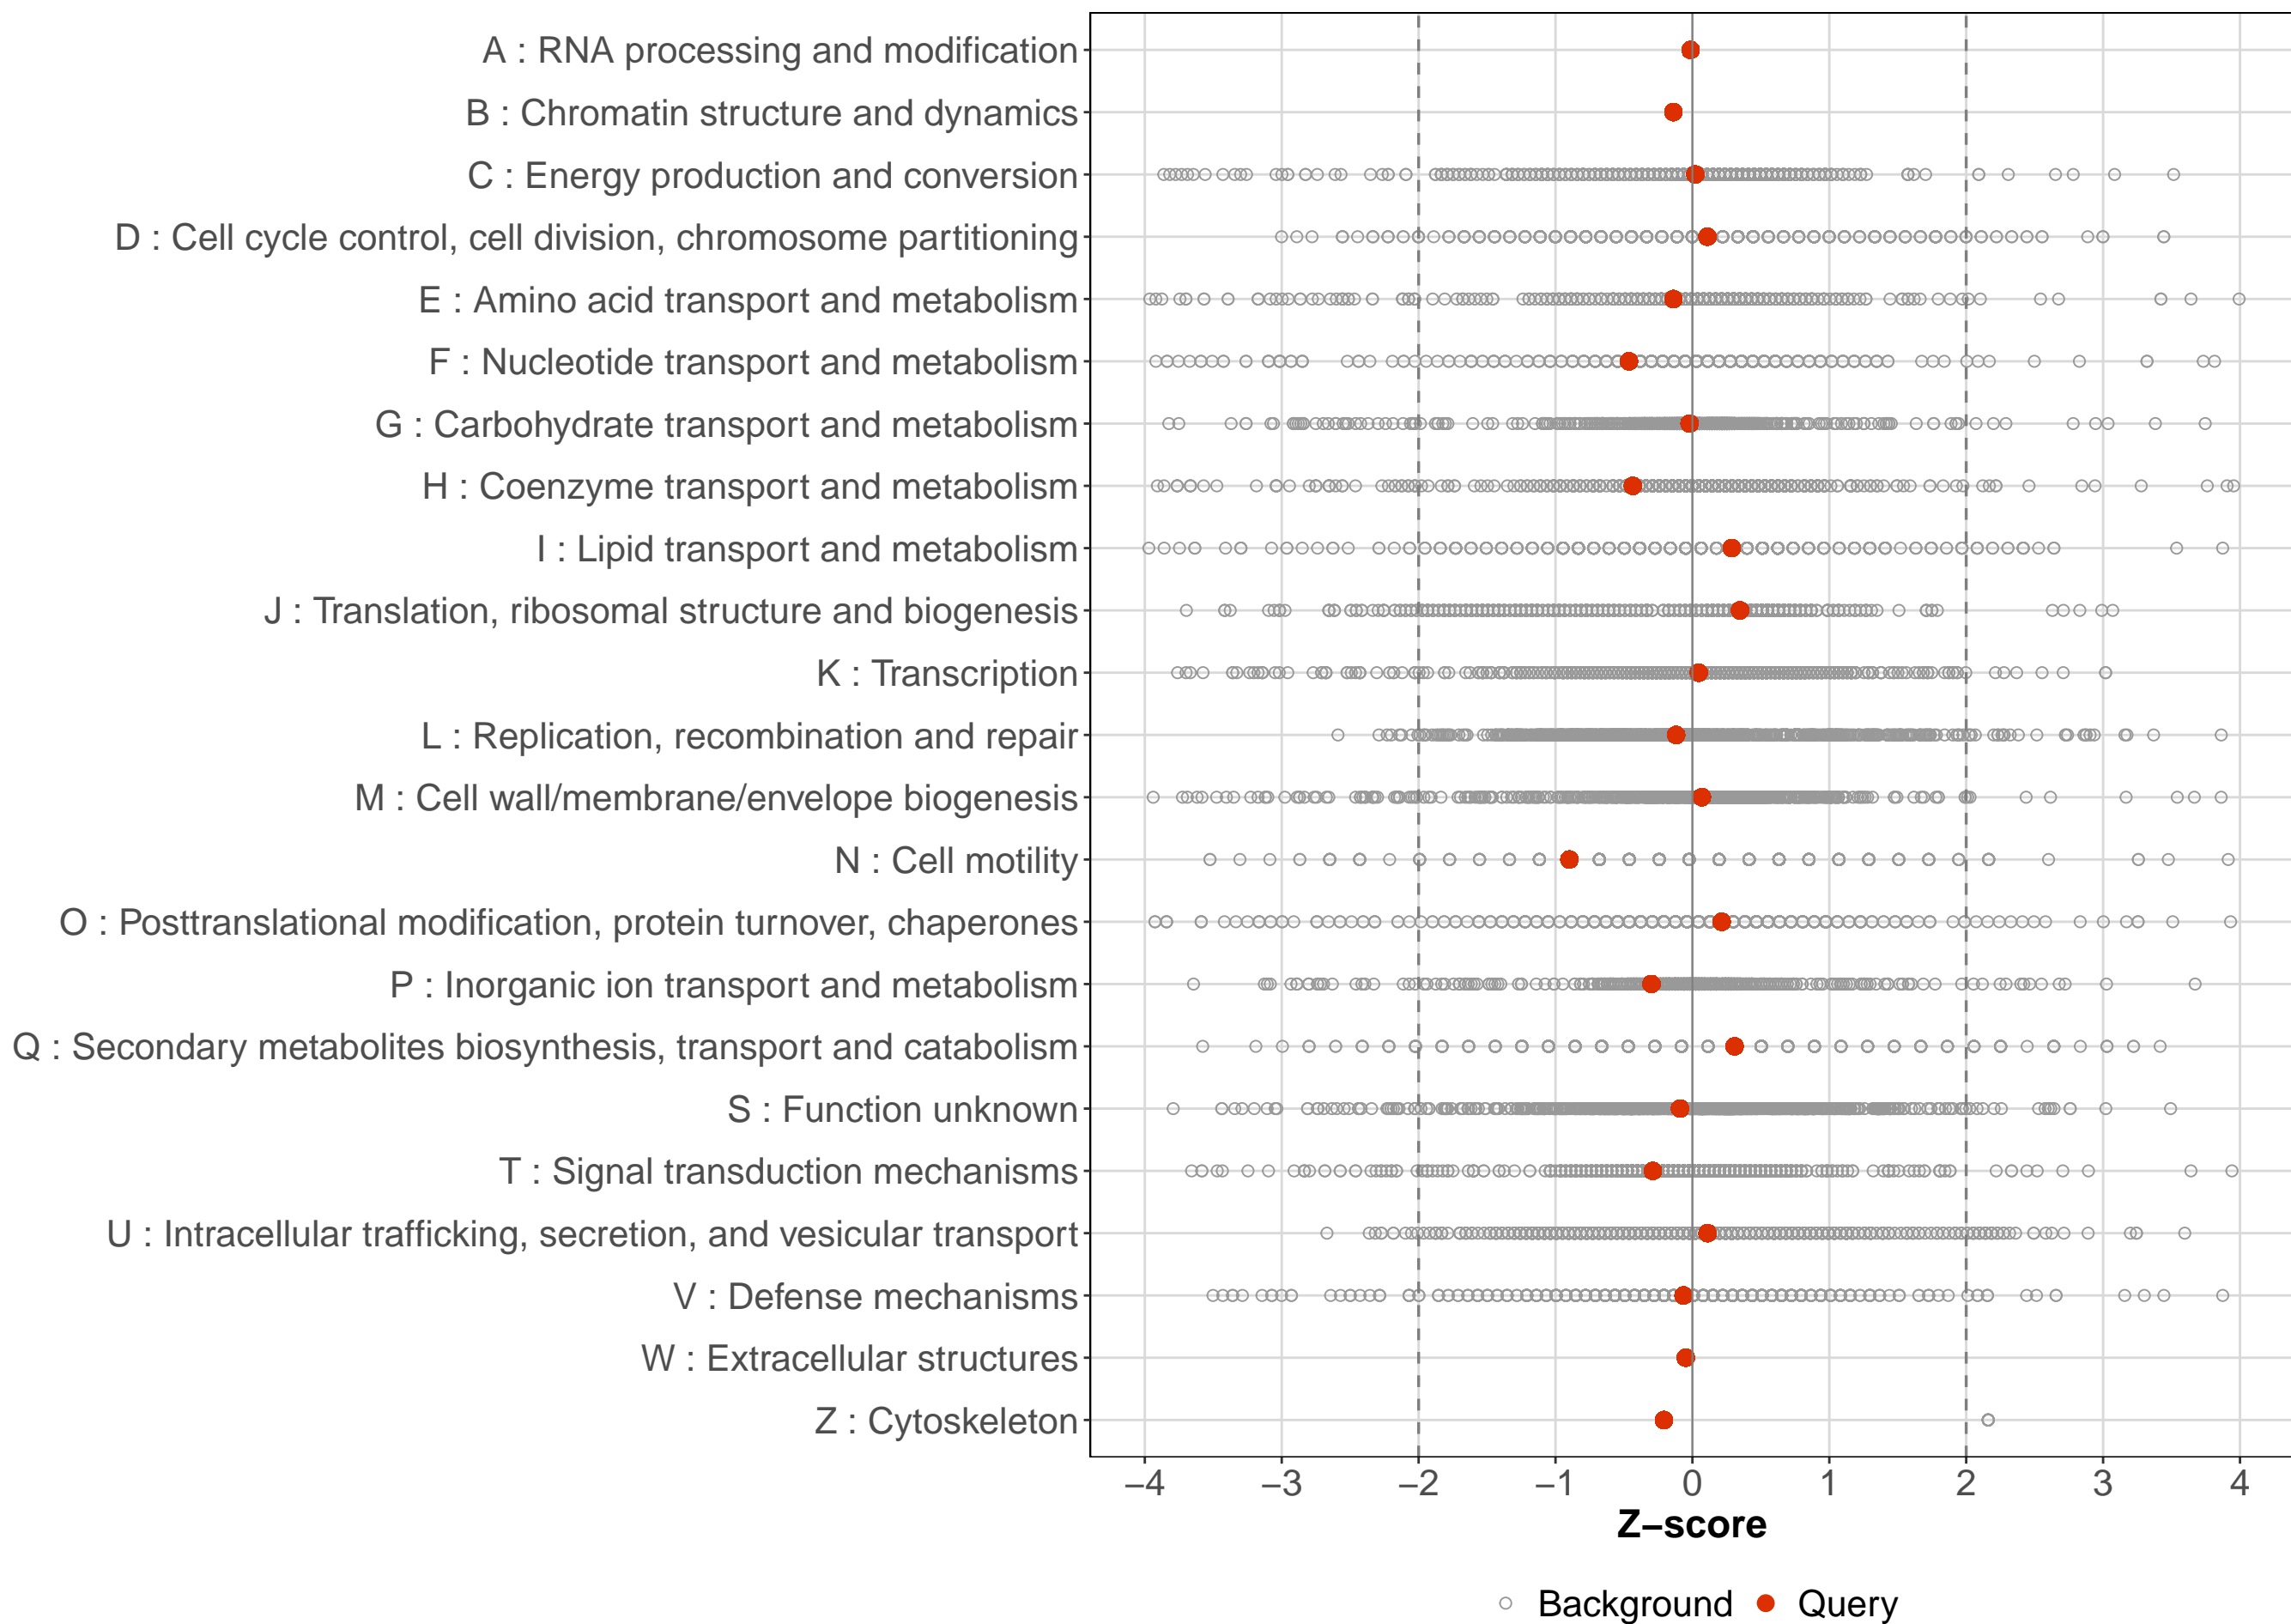 A : RNA processing and modification
B : Chromatin structure and dynamics
C : Energy production and conversion
D : Cell cycle control, cell division, chromosome partitioning
E : Amino acid transport and metabolism
F : Nucleotide transport and metabolism
G : Carbohydrate transport and metabolism
H : Coenzyme transport and metabolism
I : Lipid transport and metabolism
J : Translation, ribosomal structure and biogenesis
K : Transcription
L : Replication, recombination and repair
M : Cell wall/membrane/envelope biogenesis
N : Cell motility
O : Posttranslational modification, protein turnover, chaperones
P : Inorganic ion transport and metabolism
Q : Secondary metabolites biosynthesis, transport and catabolism
S : Function unknown
T : Signal transduction mechanisms
U : Intracellular trafficking, secretion, and vesicular transport
V : Defense mechanisms
W : Extracellular structures
Z : Cytoskeleton
−4 −3 −2 −1 0 1 2 3 4
Z−score
Background Query